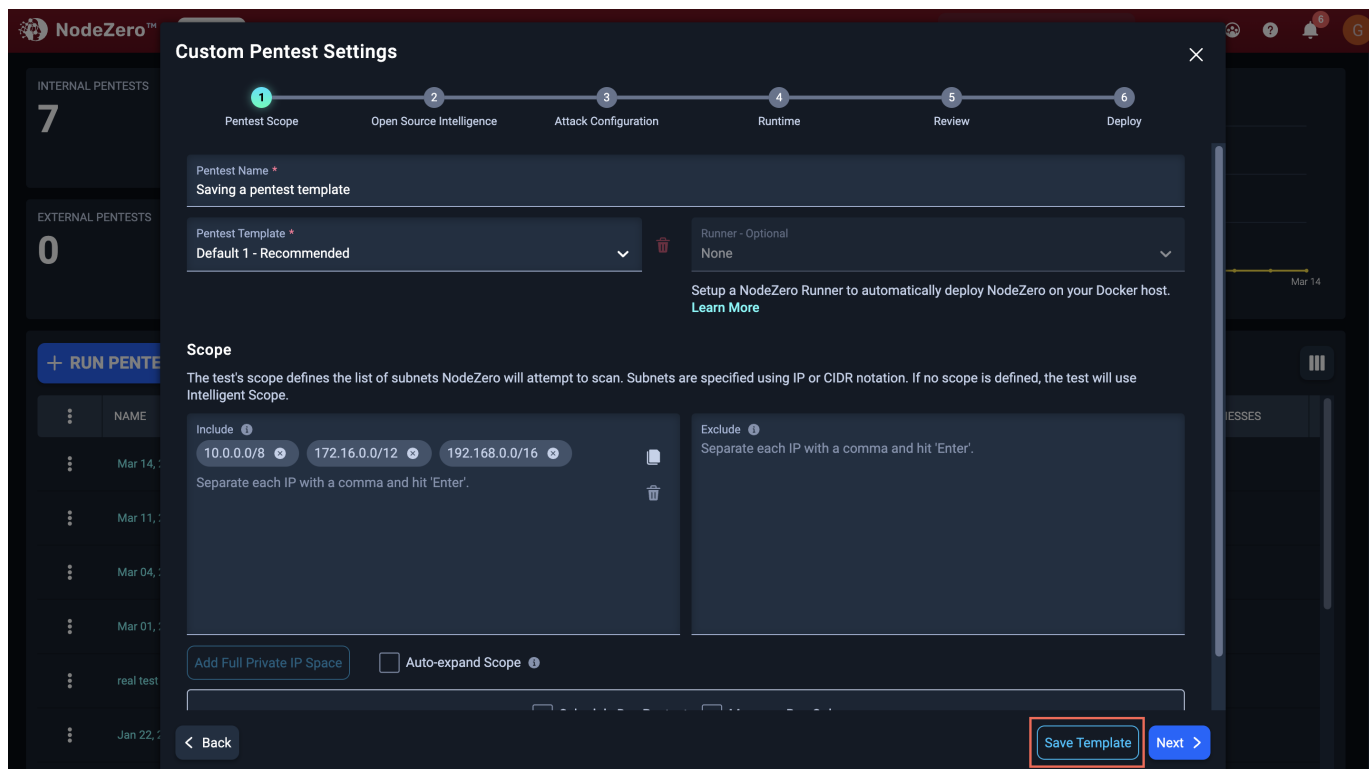 NodeZero™
6
G
Custom Pentest Settings
1
2
3
4
5
6
Pentest Scope
Open Source Intelligence
Attack Configuration
Runtime
Review
Deploy
INTERNAL PENTESTS
7
EXTERNAL PENTESTS
0
Pentest Name *
Saving a pentest template
Pentest Template *
Default 1 - Recommended
Runner - Optional
None
Setup a NodeZero Runner to automatically deploy NodeZero on your Docker host.
Learn More
Mar 14
Scope
The test's scope defines the list of subnets NodeZero will attempt to scan. Subnets are specified using IP or CIDR notation. If no scope is defined, the test will use
Intelligent Scope.
+ RUN PENTE
NAME
Mar 14,
Mar 11,
Mar 04,
Mar 01,
real test
Jan 22,
Include
10.0.0.0/8
172.16.0.0/12
192.168.0.0/16
Separate each IP with a comma and hit 'Enter'.
Exclude
Separate each IP with a comma and hit 'Enter'.
ESSES
Add Full Private IP Space
Auto-expand Scope
Back
Save Template
Next